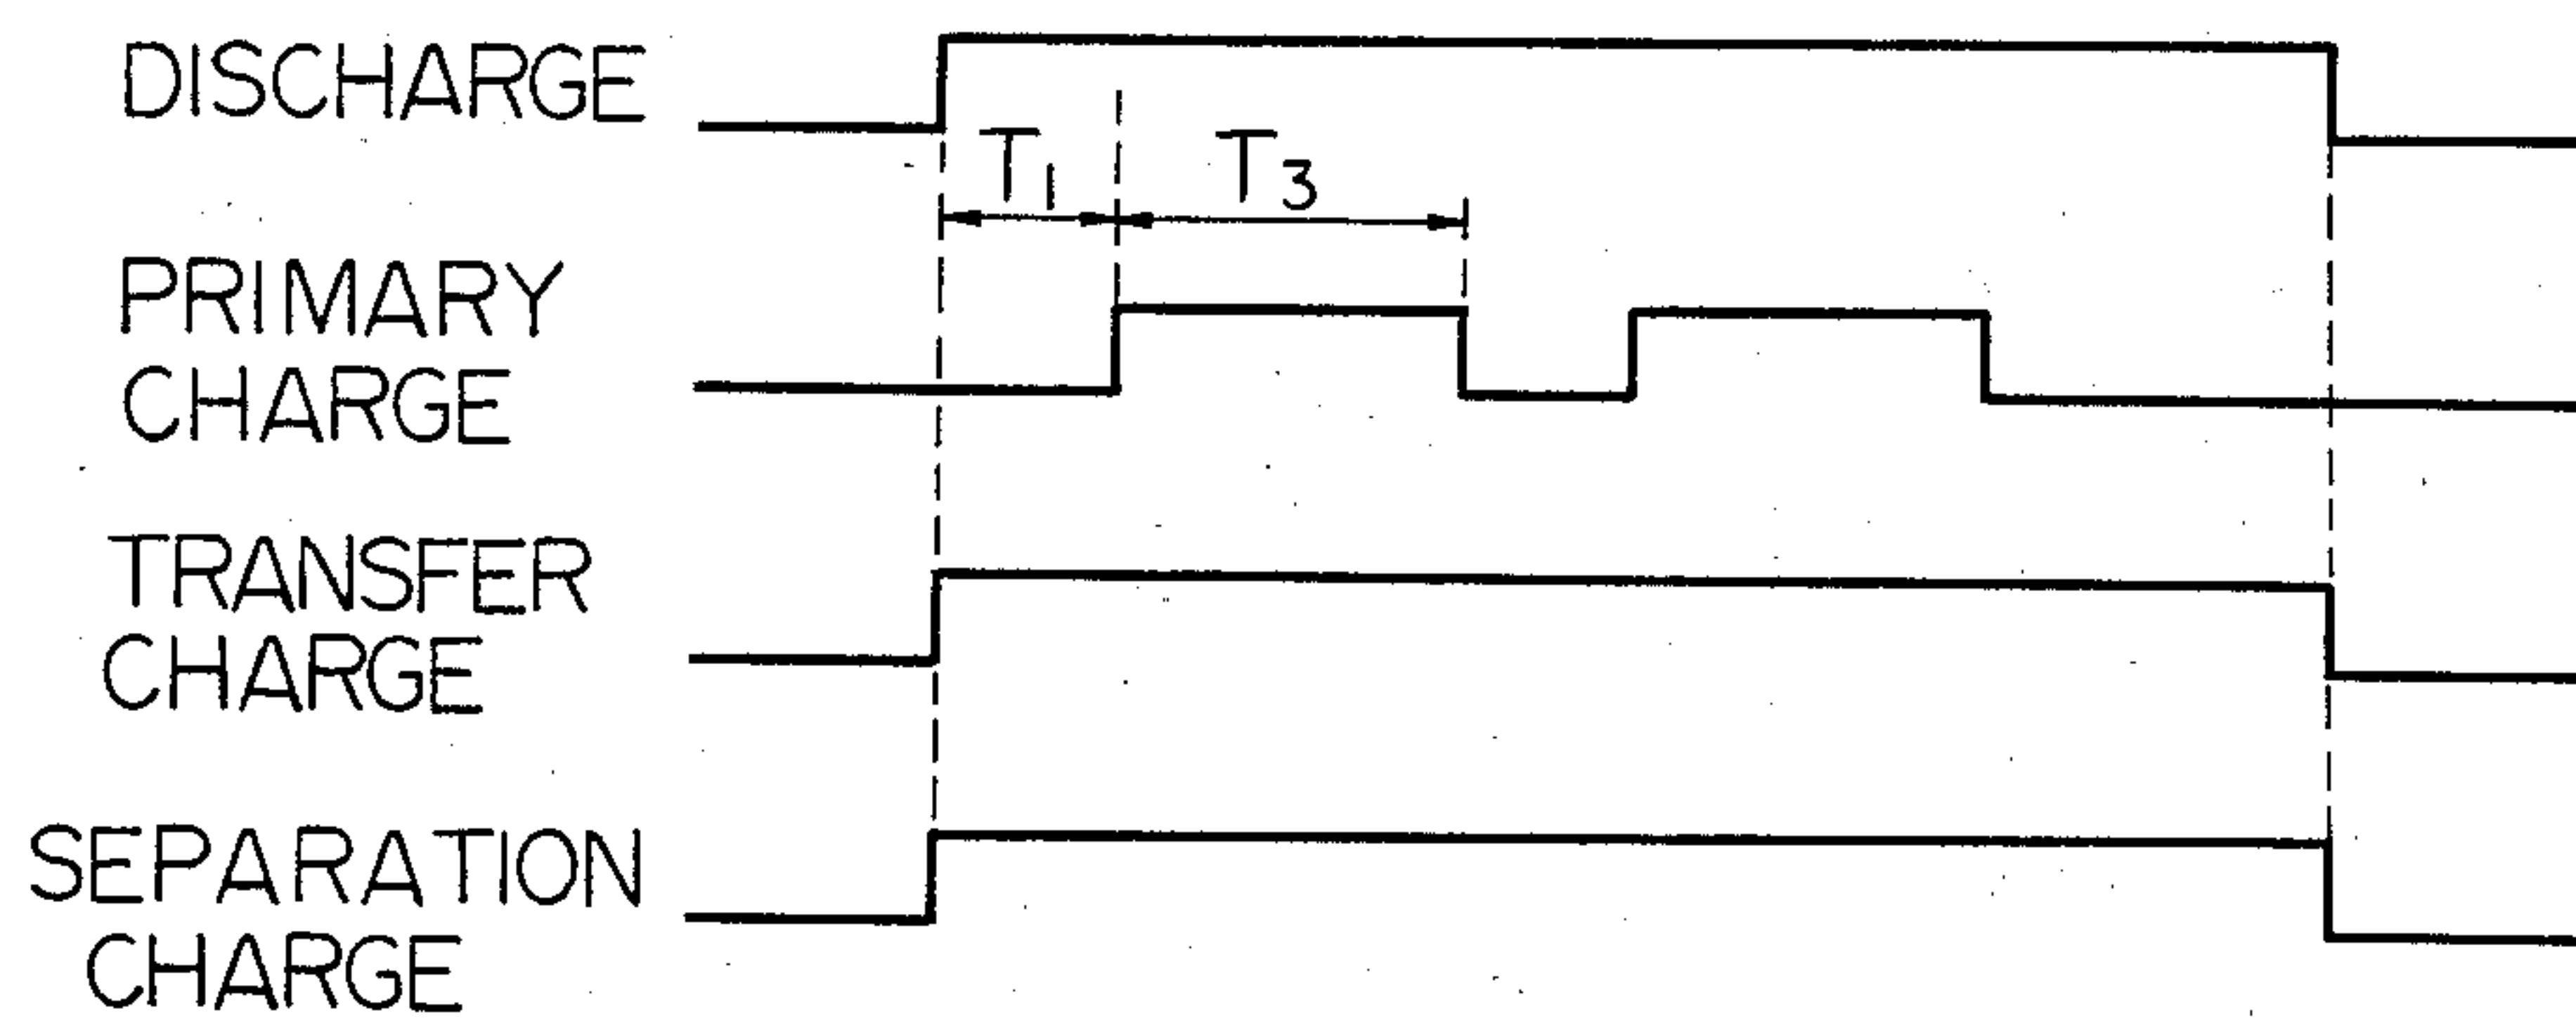 DISCHARGE
T1
T3
PRIMARY
CHARGE
TRANSFER
CHARGE
SEPARATION
CHARGE